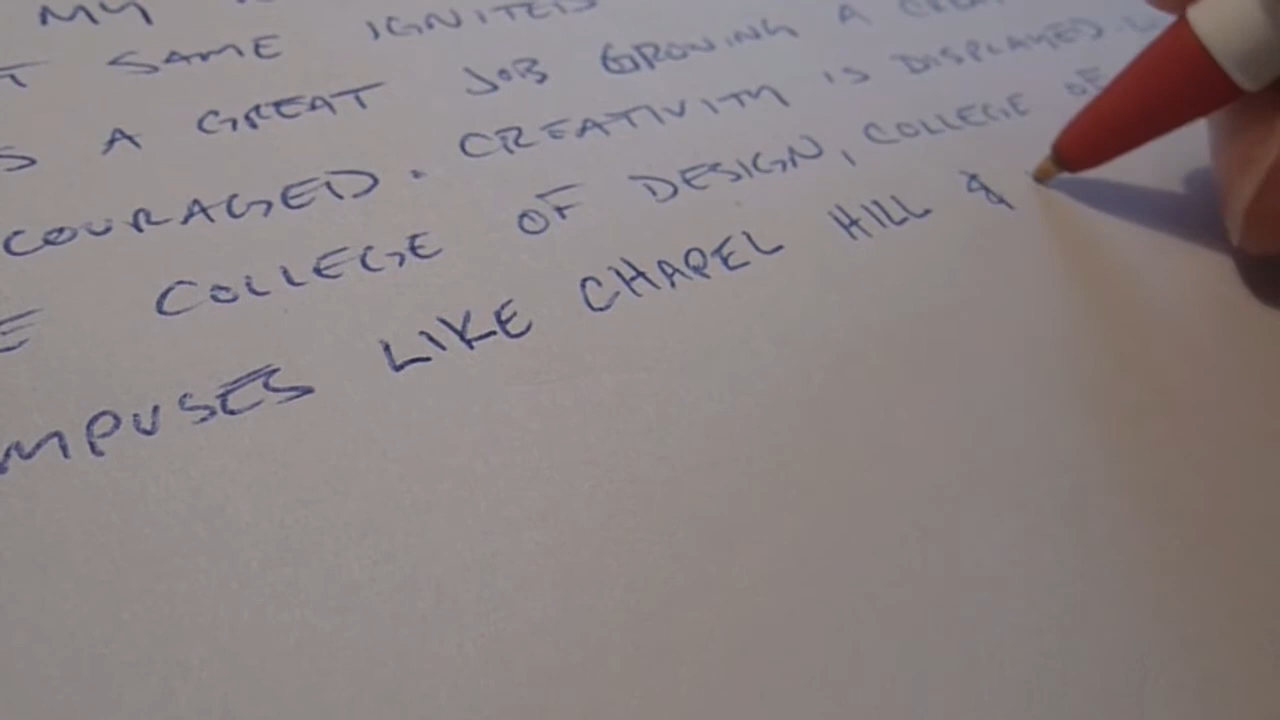 MY
SAME IGNITED
A GREAT JOB GROWING A
COURAGED. CREATIVITY IS DISPLAYED.
COLLEGE OF DESIGN, COLLEGE OF
MPUSES LIKE CHAPEL HILL &